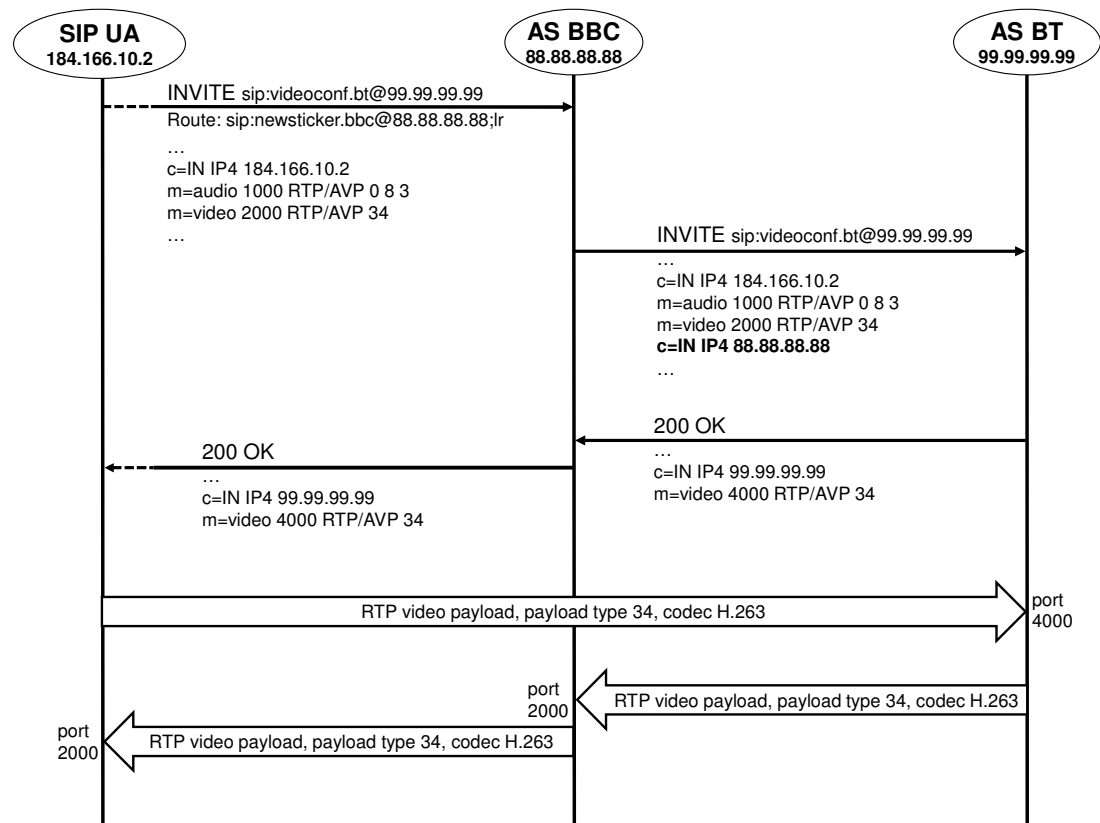 SIP UA
184.166.10.2
AS BBC
88.88.88.88
AS BT
99.99.99.99
INVITE sip:videoconf.bt@99.99.99.99
Route: sip:newsticker.bbc@88.88.88.88;lr
…
c=IN IP4 184.166.10.2
m=audio 1000 RTP/AVP 0 8 3
m=video 2000 RTP/AVP 34
…
INVITE sip:videoconf.bt@99.99.99.99
…
c=IN IP4 184.166.10.2
m=audio 1000 RTP/AVP 0 8 3
m=video 2000 RTP/AVP 34
c=IN IP4 88.88.88.88
…
200 OK
…
c=IN IP4 99.99.99.99
m=video 4000 RTP/AVP 34
200 OK
…
c=IN IP4 99.99.99.99
m=video 4000 RTP/AVP 34
RTP video payload, payload type 34, codec H.263
port
4000
port
2000
RTP video payload, payload type 34, codec H.263
port
2000
RTP video payload, payload type 34, codec H.263